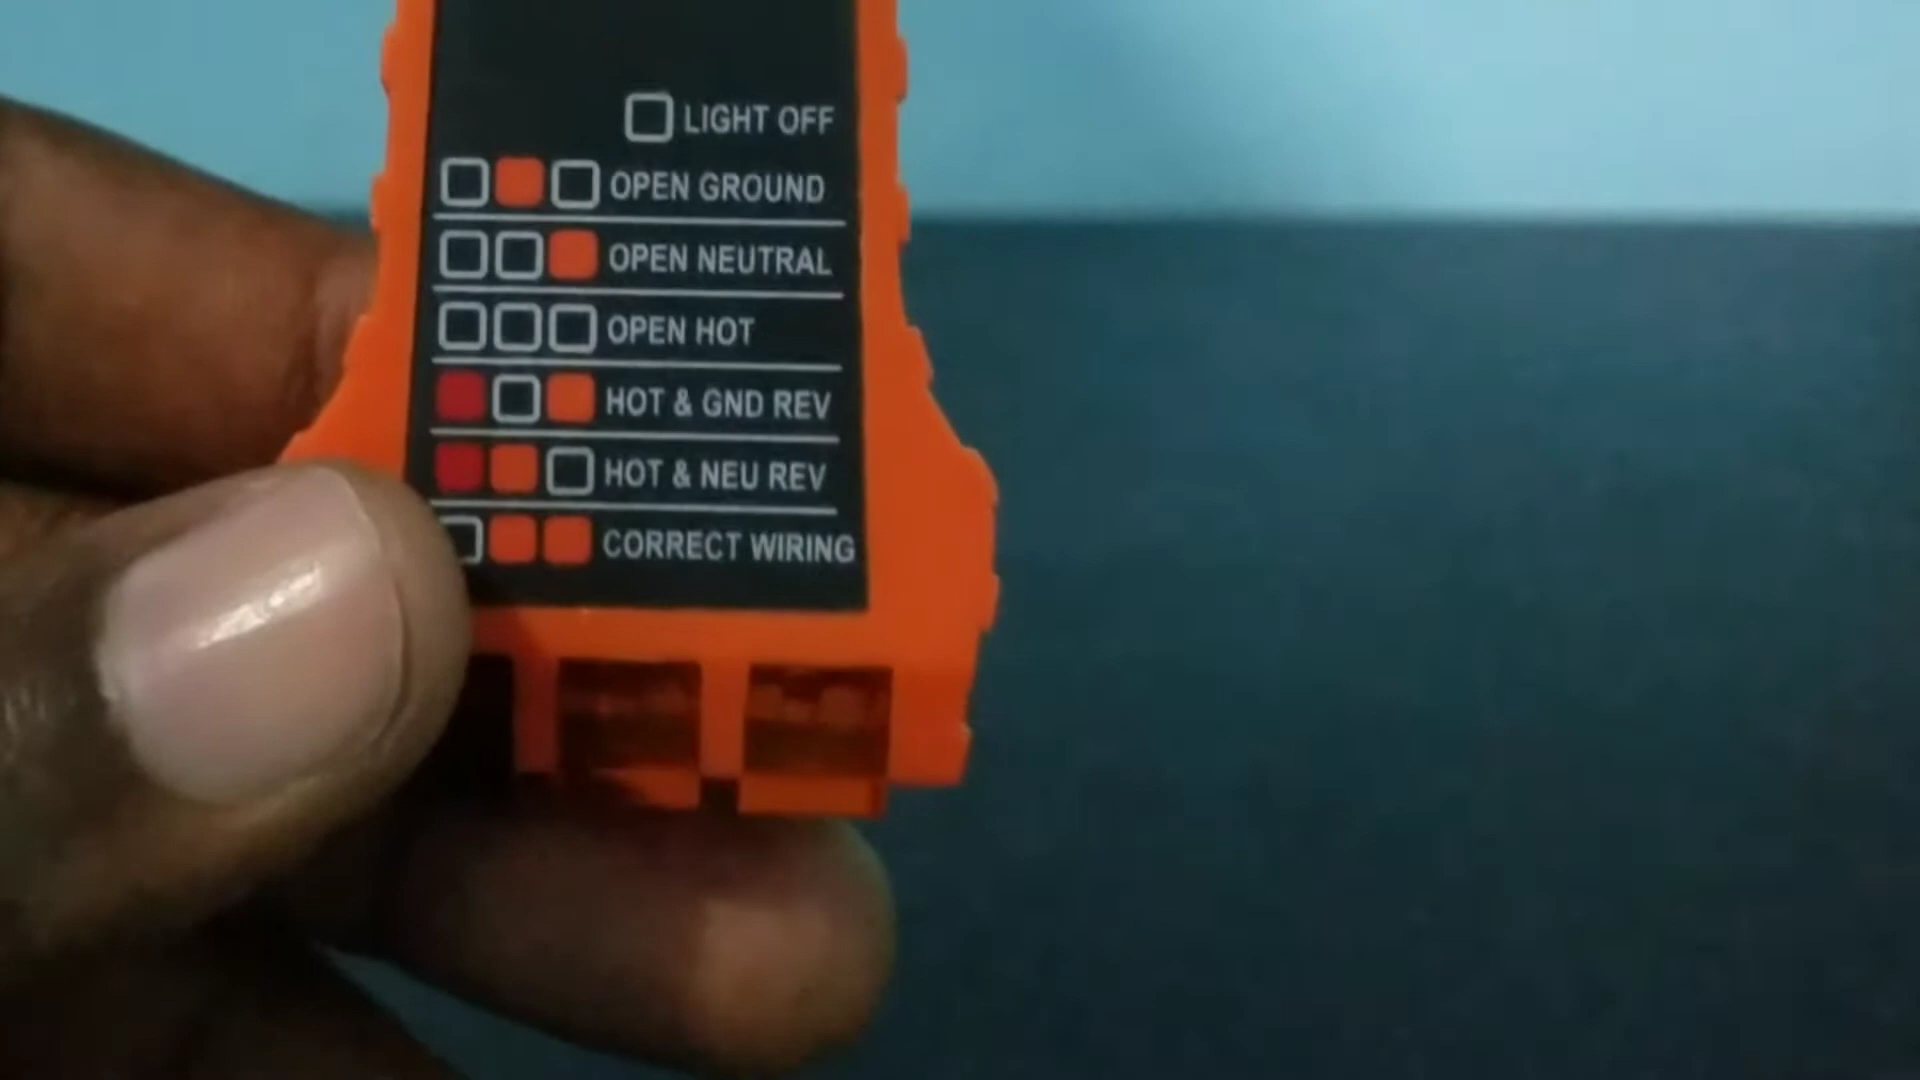 LIGHT OFF
OPEN GROUND
OPEN NEUTRAL
OPEN HOT
HOT & GND REV
HOT & NEU REV
CORRECT WIRING